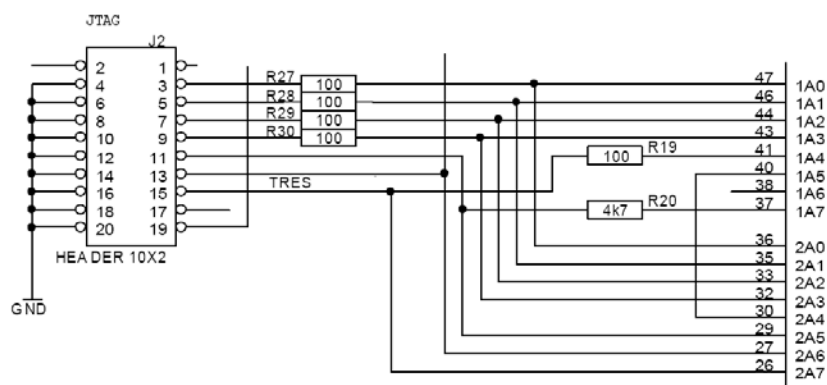 JTAG
J2
2 1
4 3 R27 100 47 1A0
6 5 R28 100 46 1A1
8 7 R29 100 44 1A2
10 9 R30 100 43 1A3
12 11 100 R19 41 1A4
40 1A5
14 13
16 15 TRES 38 1A6
18 17 4k7 R20 37 1A7
20 19
36 2A0
HEADER 10X2 35 2A1
33 2A2
32 2A3
GND 30 2A4
29 2A5
27 2A6
26 2A7